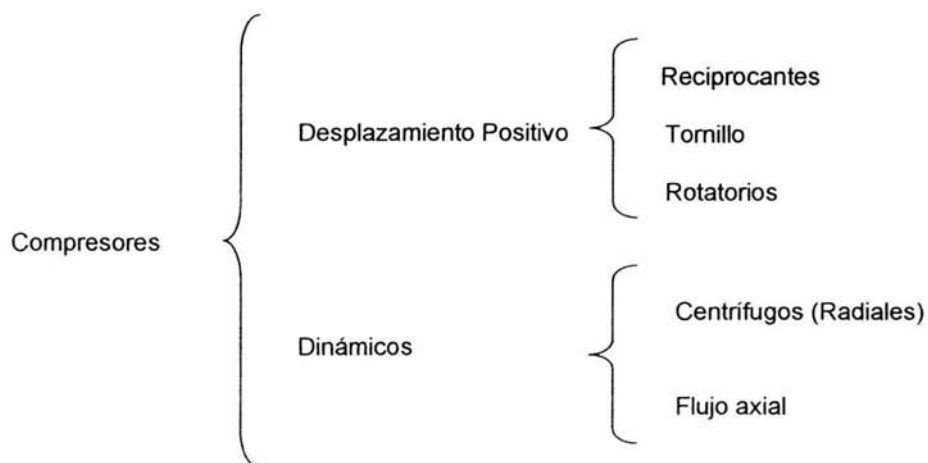 Compresores
Desplazamiento Positivo
Reciprocantes
Tornillo
Rotatorios
Dinámicos
Centrífugos (Radiales)
Flujo axial